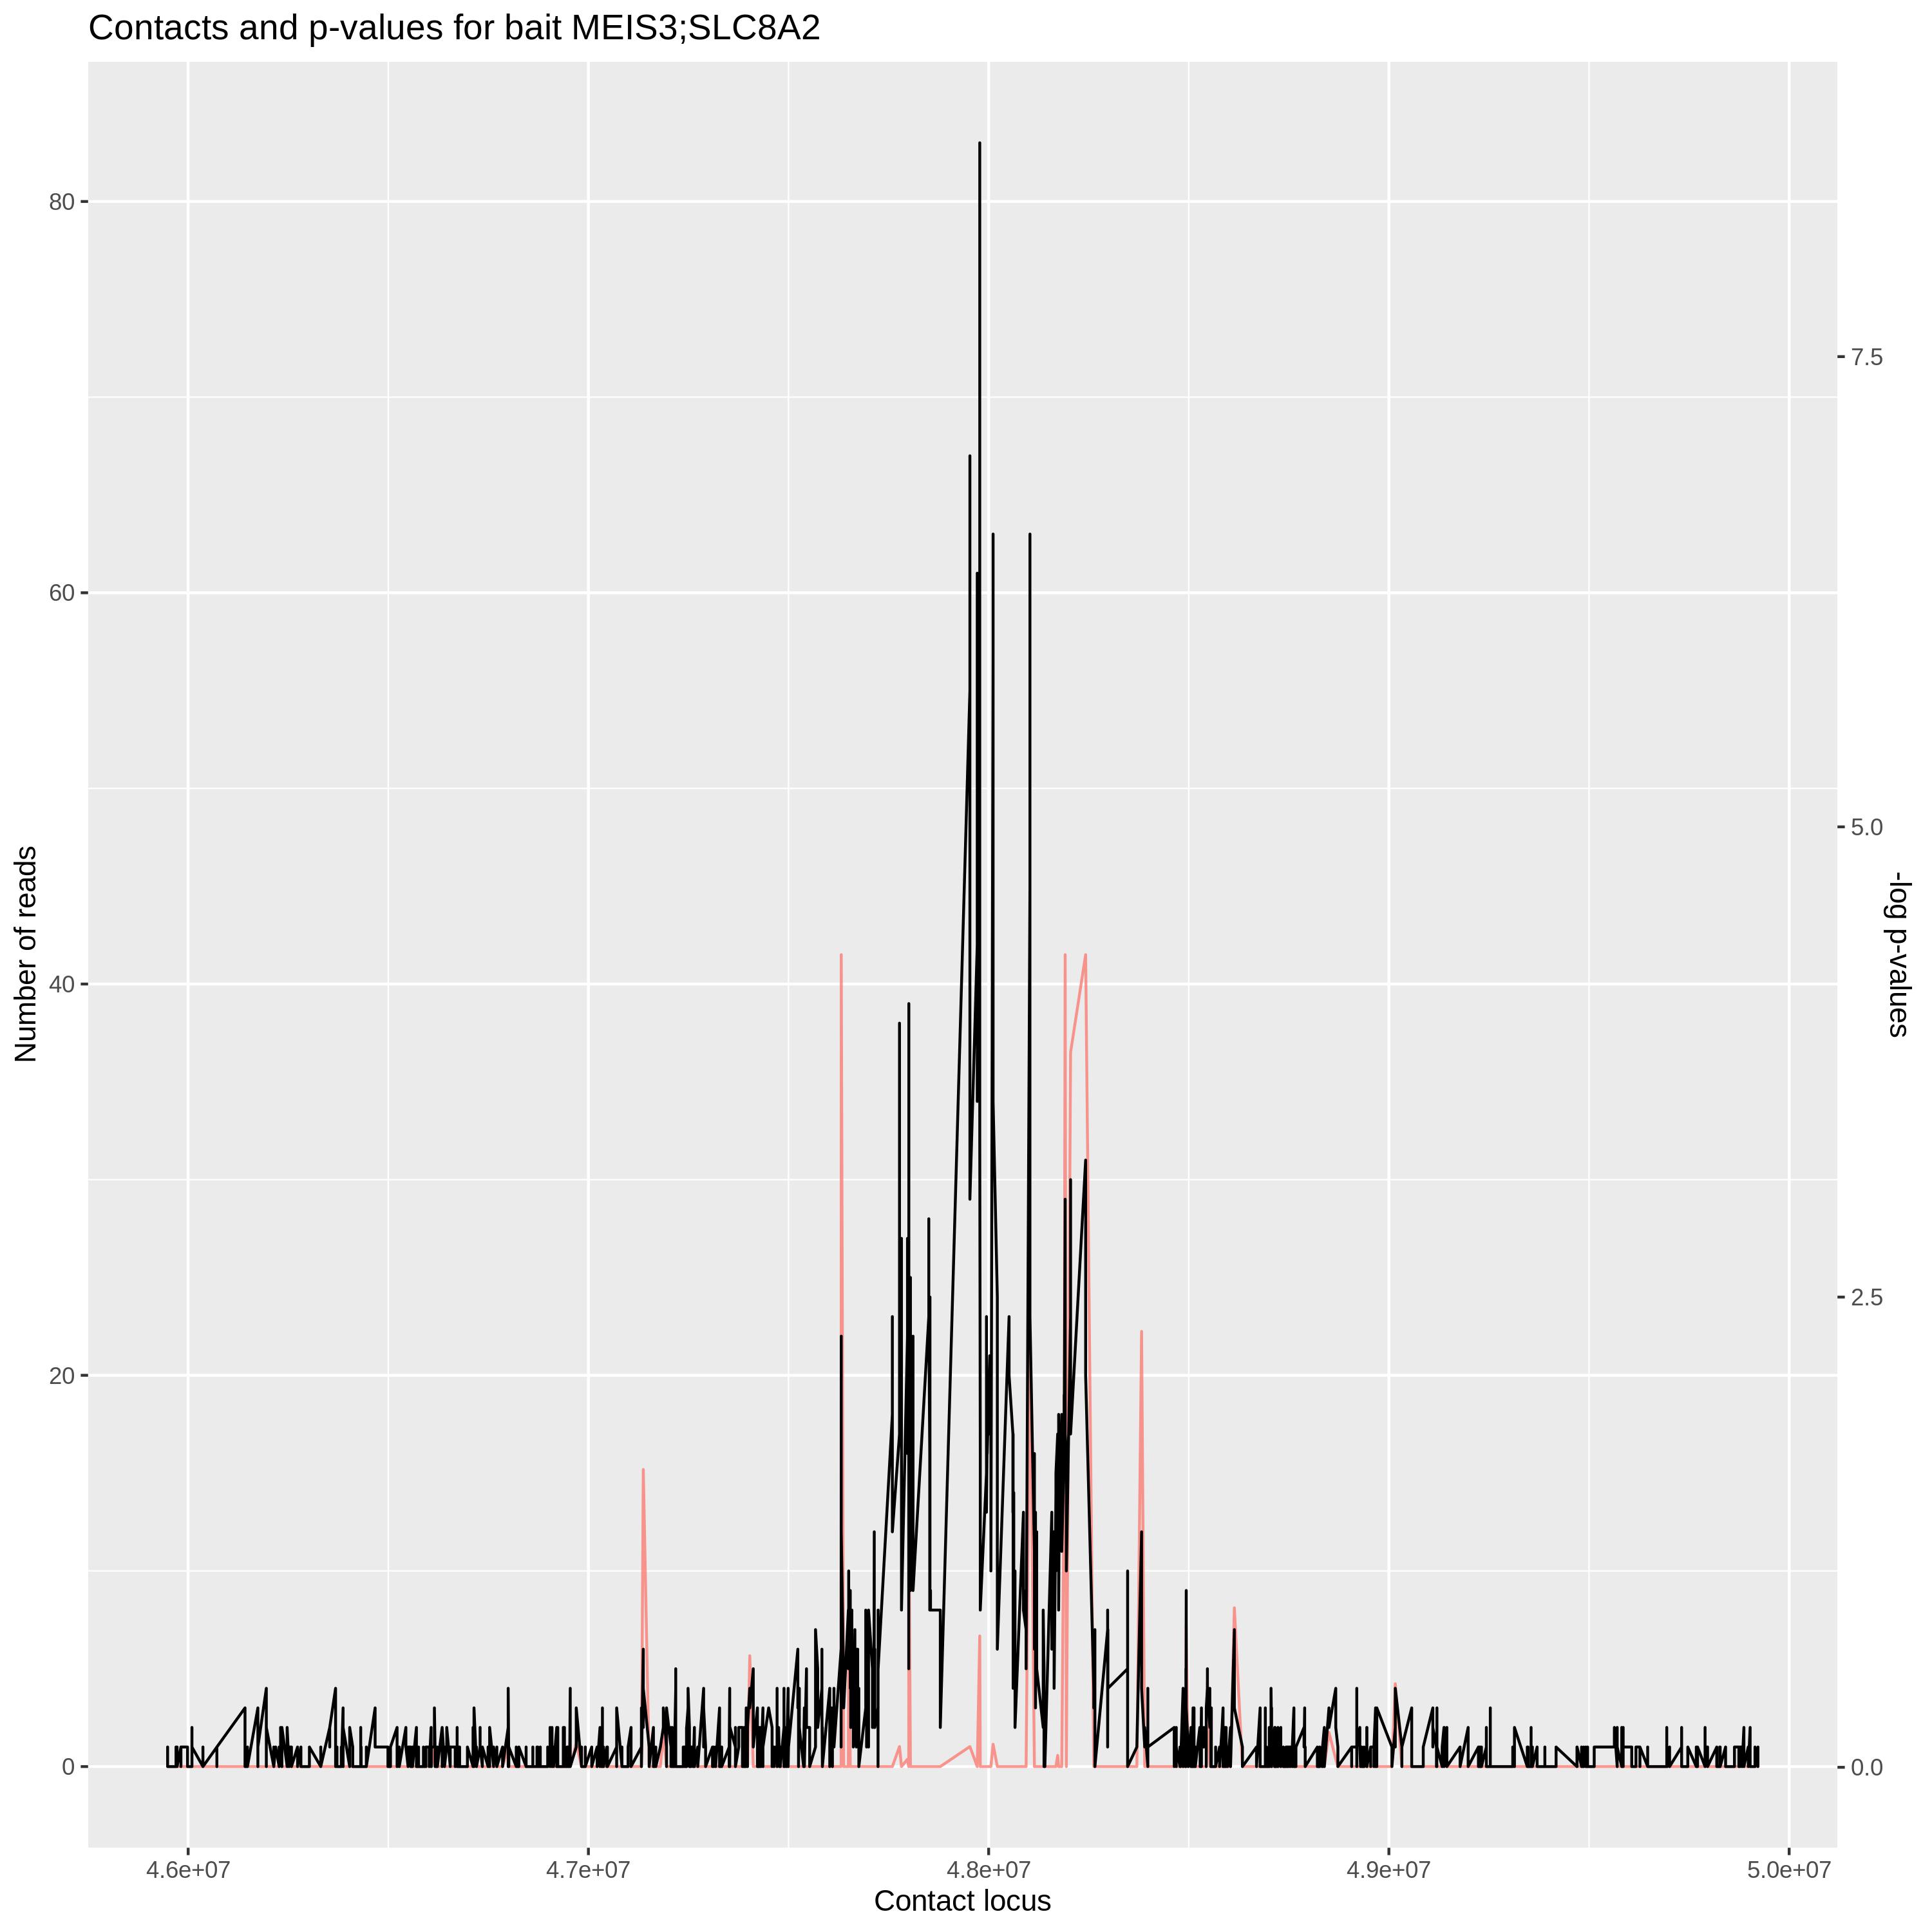 Contacts and p-values for bait MEIS3;SLC8A2
80
60
40
20
0
Number of reads
7.5
5.0
2.5
0.0
-log p-values
4.6e+07 4.7e+07 4.8e+07 4.9e+07 5.0e+07
Contact locus